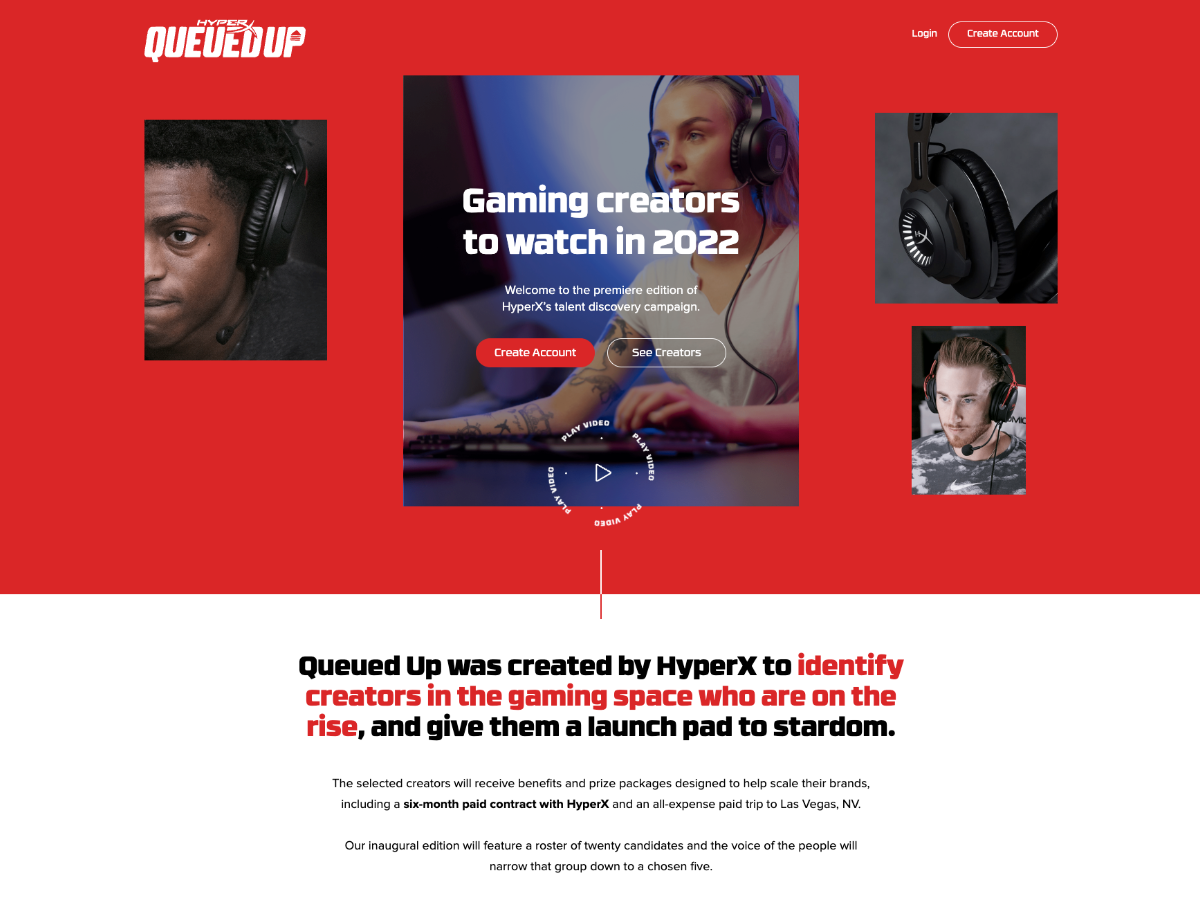 HYPERX
QUEUED UP
Login
Create Account
Gaming creators
to watch in 2022
Welcome to the premiere edition of
HyperX's talent discovery campaign.
Create Account
See Creators
PLAY VIDEO
PLAY VIDEO
PLAY VIDEO
PLAY VIDEO
Queued Up was created by HyperX to identify
creators in the gaming space who are on the
rise, and give them a launch pad to stardom.
The selected creators will receive benefits and prize packages designed to help scale their brands,
including a six-month paid contract with HyperX and an all-expense paid trip to Las Vegas, NV.
Our inaugural edition will feature a roster of twenty candidates and the voice of the people will
narrow that group down to a chosen five.